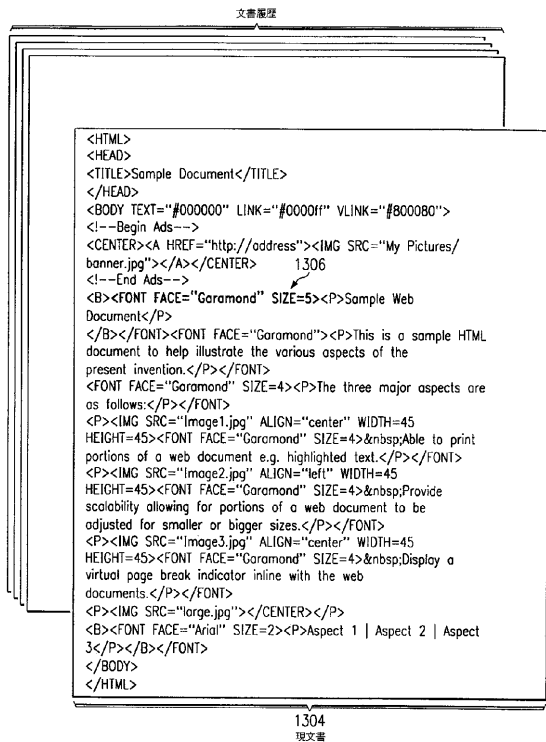 文書履歴
<HTML>
<HEAD>
<TITLE>Sample Document</TITLE>
</HEAD>
<BODY TEXT="#000000" LINK="#0000ff" VLINK="#800080">
<!--Begin Ads-->
<CENTER><A HREF="http://address"><IMG SRC="My Pictures/
banner.jpg"></A></CENTER>
1306
<!--End Ads-->
<B><FONT FACE="Garamond" SIZE=5><P>Sample Web
Document</P>
</B></FONT><FONT FACE="Garamond"><P>This is a sample HTML
document to help illustrate the various aspects of the
present invention.</P></FONT>
<FONT FACE="Garamond" SIZE=4><P>The three major aspects are
as follows:</P></FONT>
<P><IMG SRC="Image1.jpg" ALIGN="center" WIDTH=45
HEIGHT=45><FONT FACE="Garamond" SIZE=4>&nbsp;Able to print
portions of a web document e.g. highlighted text.</P></FONT>
<P><IMG SRC="Image2.jpg" ALIGN="left" WIDTH=45
HEIGHT=45><FONT FACE="Garamond" SIZE=4>&nbsp;Provide
scalability allowing for portions of a web document to be
adjusted for smaller or bigger sizes.</P></FONT>
<P><IMG SRC="Image3.jpg" ALIGN="center" WIDTH=45
HEIGHT=45><FONT FACE="Garamond" SIZE=4>&nbsp;Display a
virtual page break indicator inline with the web
documents.</P></FONT>
<P><IMG SRC="large.jpg"></CENTER></P>
<B><FONT FACE="Arial" SIZE=2><P>Aspect 1 | Aspect 2 | Aspect
3</P></B></FONT>
</BODY>
</HTML>
1304
現文書